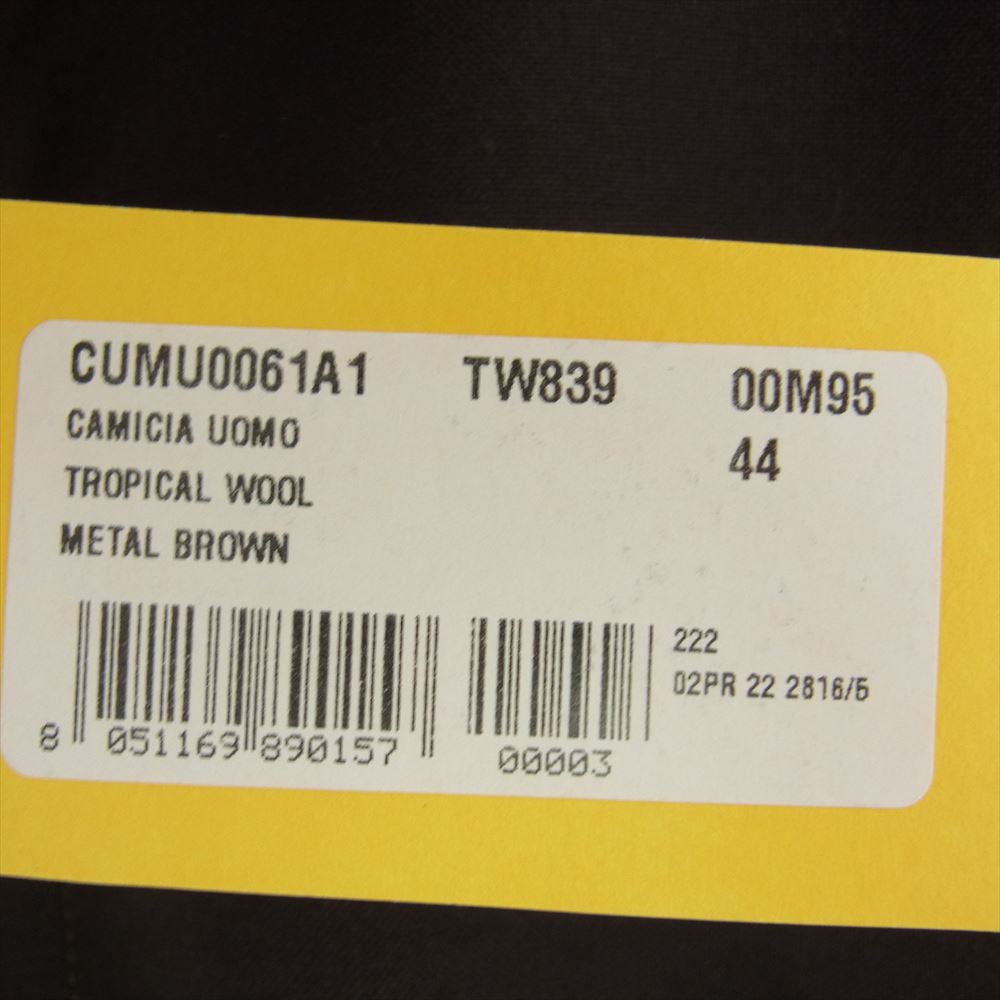 CUMU0061A1 TW839 00M95
CAMICIA UOMO 44
TROPICAL WOOL
METAL BROWN
222
02PR 22 2816/5
8 051169 890157 00003